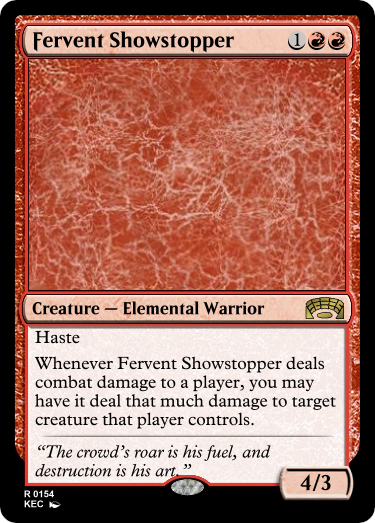 Fervent Showstopper 1
Creature — Elemental Warrior
Haste
Whenever Fervent Showstopper deals
combat damage to a player, you may
have it deal that much damage to target
creature that player controls.
“The crowd’s roar is his fuel, and
destruction is his art.”
4/3
R 0154
KEC